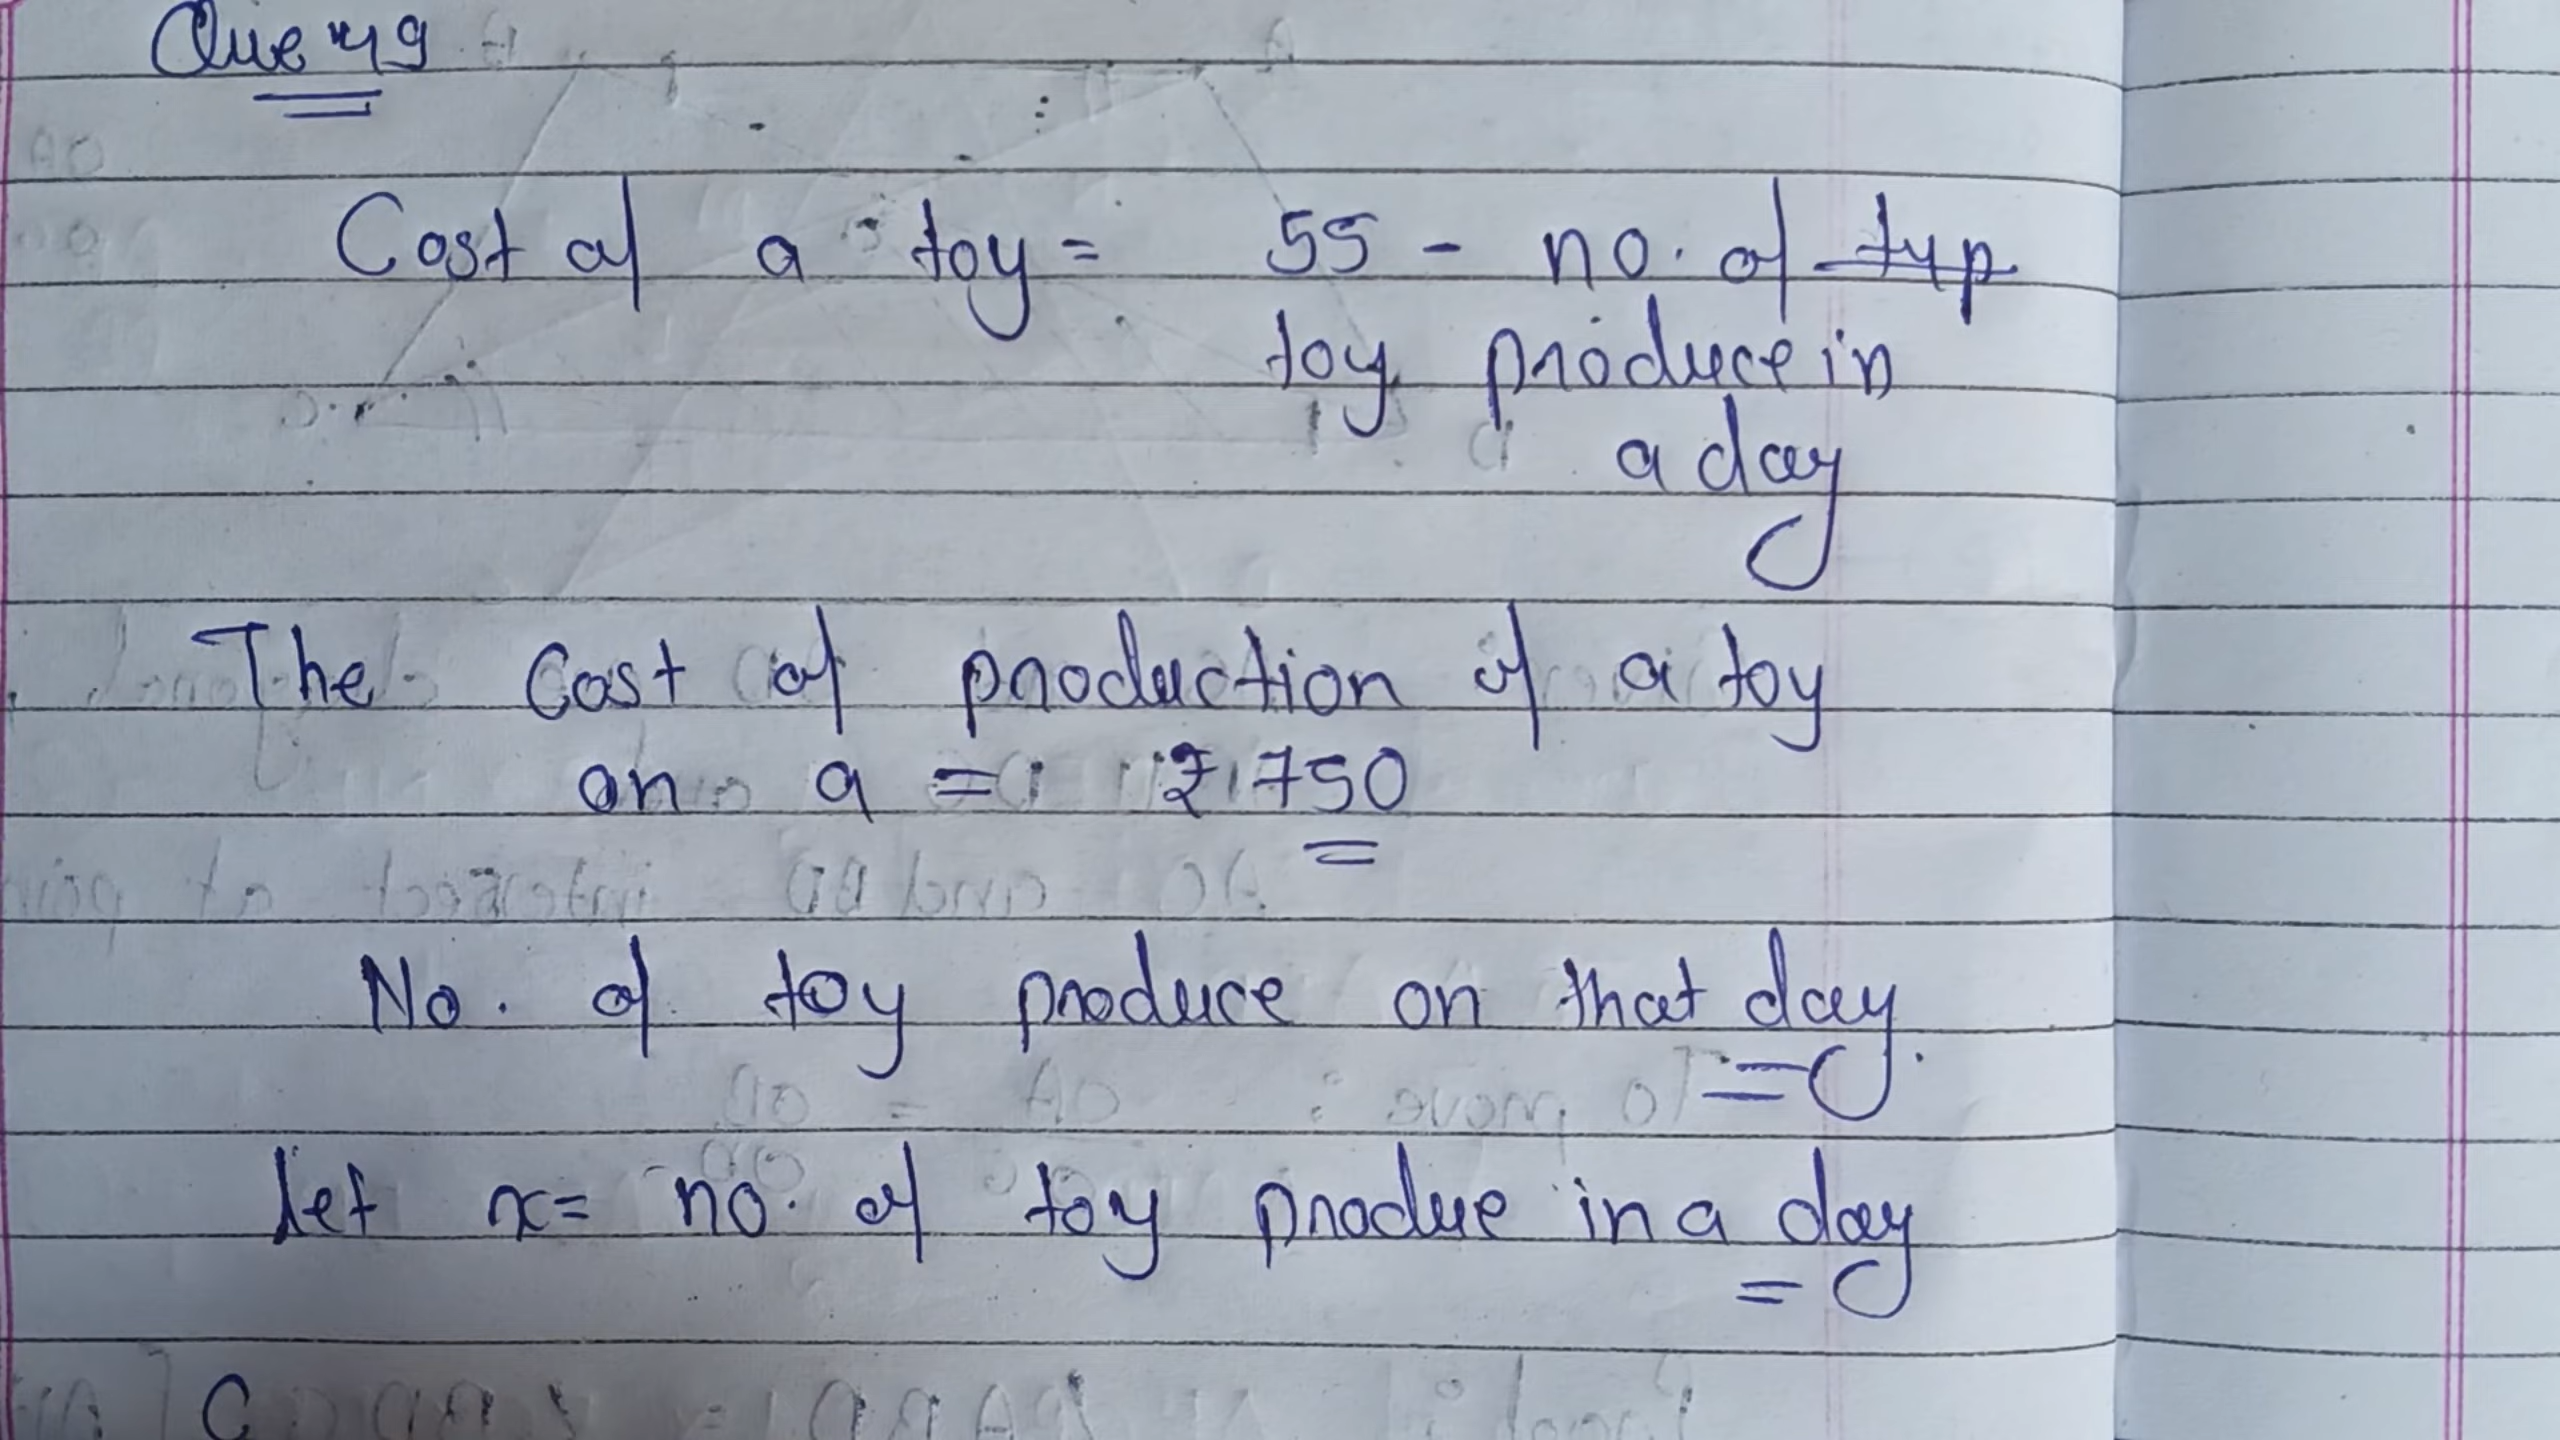 Que 49
Cost of a toy = 55 - no. of typ
toy produce in
a day
The Cost of production of a toy
on a = ₹ 750
No. of toy produce on that day.
Let x = no. of toy produe in a day